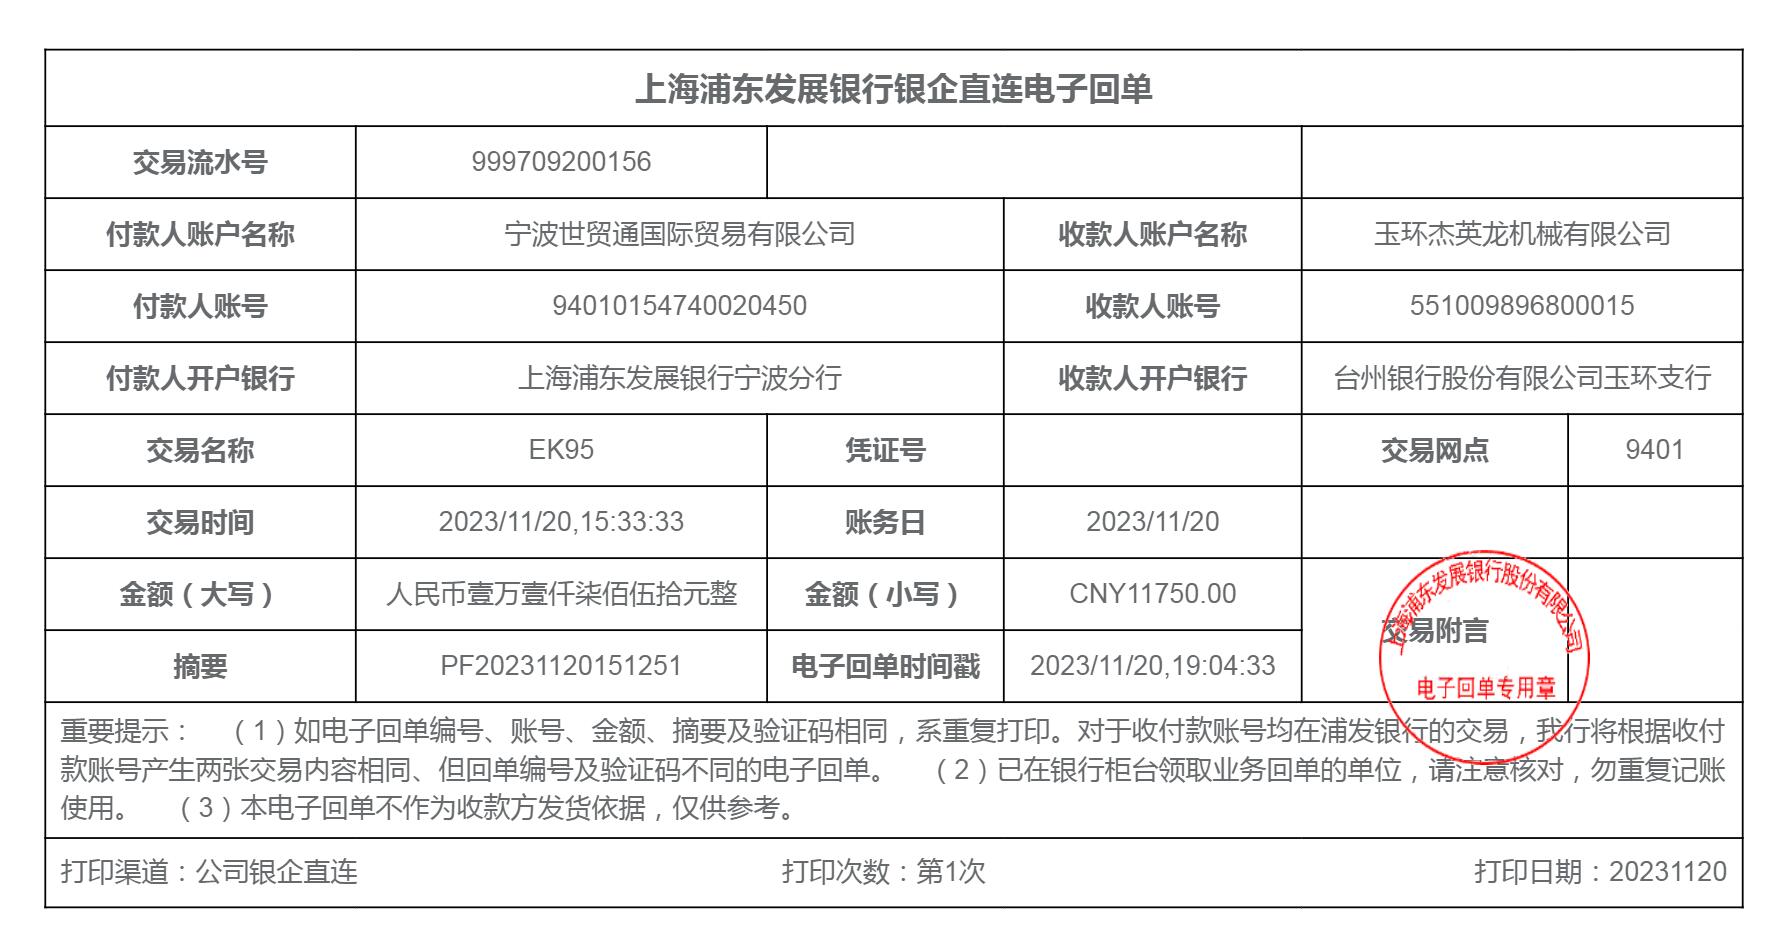 上海浦东发展银行银企直连电子回单
交易流水号 999709200156
付款人账户名称 宁波世贸通国际贸易有限公司 收款人账户名称 玉环杰英龙机械有限公司
付款人账号 94010154740020450 收款人账号 551009896800015
付款人开户银行 上海浦东发展银行宁波分行 收款人开户银行 台州银行股份有限公司玉环支行
交易名称 EK95 凭证号 交易网点 9401
交易时间 2023/11/20,15:33:33 账务日 2023/11/20
金额（大写） 人民币壹万壹仟柒佰伍拾元整 金额（小写） CNY11750.00
交易附言
摘要 PF20231120151251 电子回单时间戳 2023/11/20,19:04:33
上海浦东发展银行股份有限公司
电子回单专用章
重要提示： （1）如电子回单编号、账号、金额、摘要及验证码相同，系重复打印。对于收付款账号均在浦发银行的交易，我行将根据收付
款账号产生两张交易内容相同、但回单编号及验证码不同的电子回单。 （2）已在银行柜台领取业务回单的单位，请注意核对，勿重复记账
使用。 （3）本电子回单不作为收款方发货依据，仅供参考。
打印渠道：公司银企直连 打印次数：第1次 打印日期：20231120